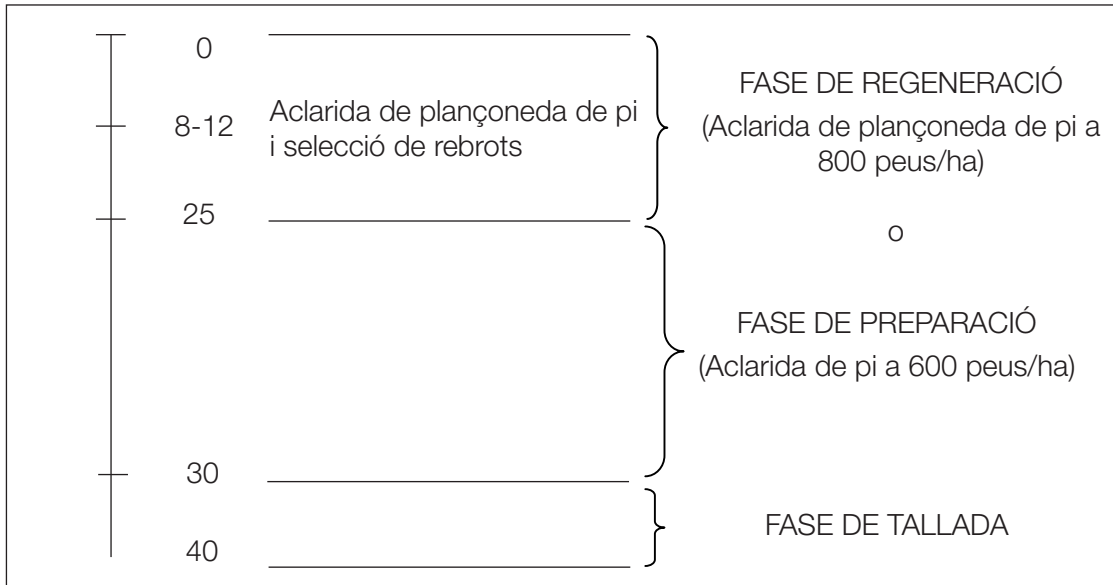 0
8-12
25
30
40
Aclarida de plançoneda de pi
i selecció de rebrots
FASE DE REGENERACIÓ
(Aclarida de plançoneda de pi a
800 peus/ha)
o
FASE DE PREPARACIÓ
(Aclarida de pi a 600 peus/ha)
FASE DE TALLADA